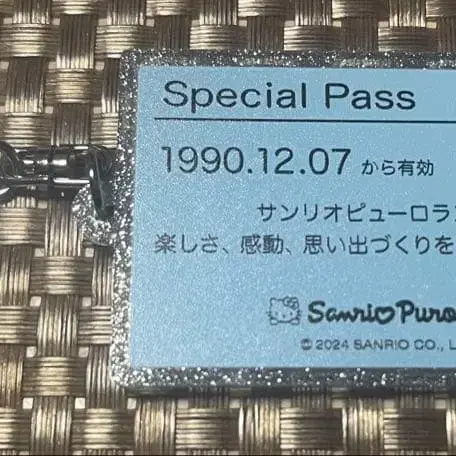 Special Pass
1990.12.07 から有効
サンリオピューロラ
楽しさ、感動、思い出づくりを
Sanrio Puro
© 2024 SANRIO CO., L